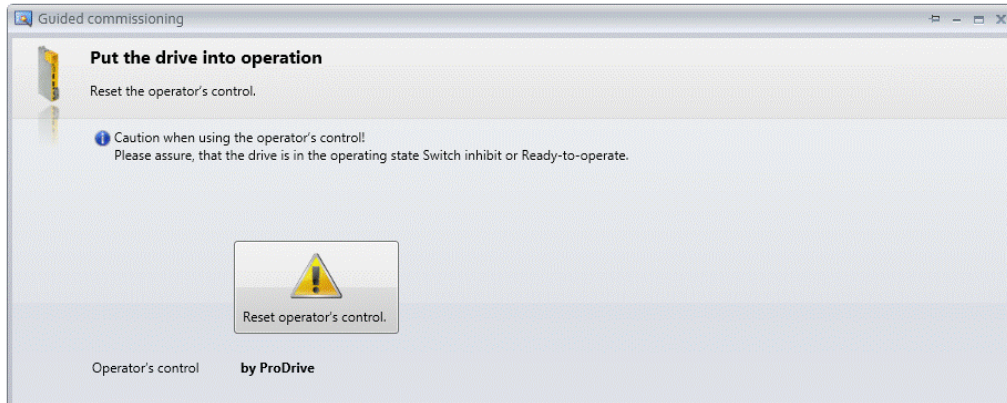 Guided commissioning
Put the drive into operation
Reset the operator's control.
Caution when using the operator's control!
Please assure, that the drive is in the operating state Switch inhibit or Ready-to-operate.
Reset operator's control.
Operator's control by ProDrive